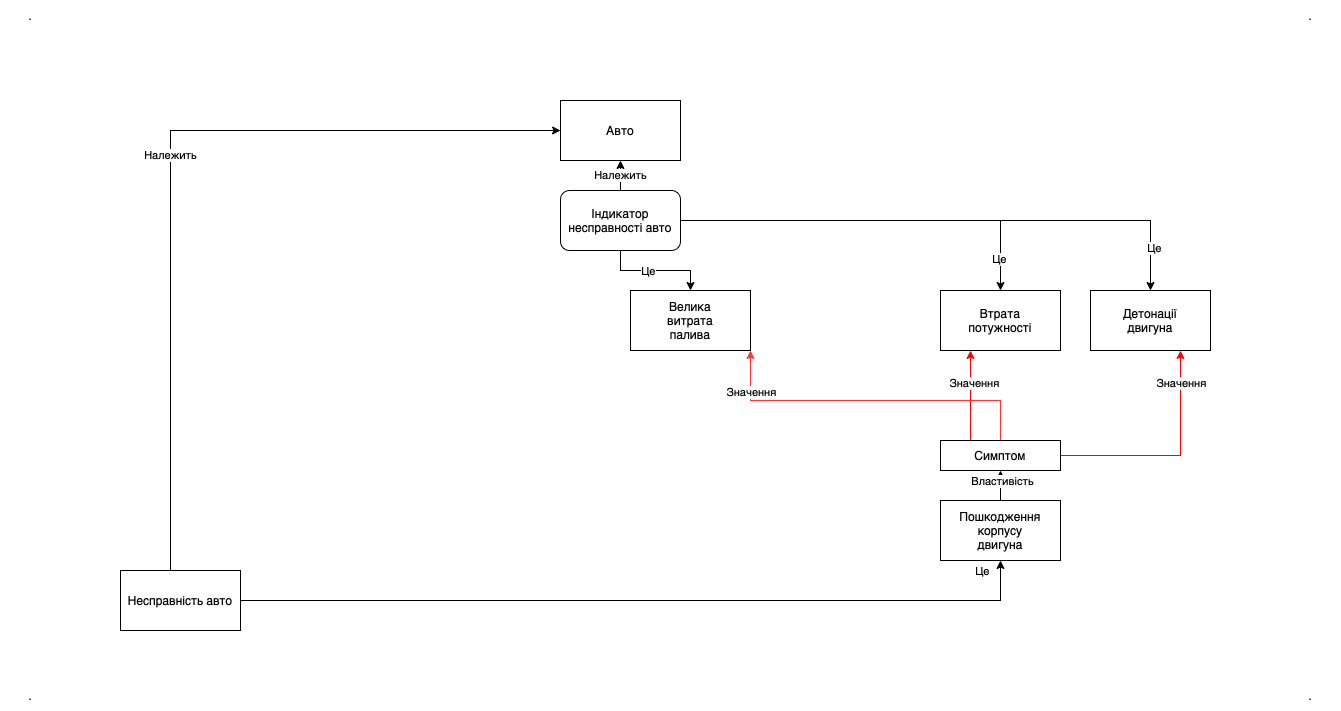 Авто
Належить
Належить
Індикатор
несправності авто
Це
Це
Це
Велика
витрата
палива
Втрата
потужності
Детонації
двигуна
Значення
Значення
Значення
Симптом
Властивість
Пошкодження
корпусу
двигуна
Це
Несправність авто